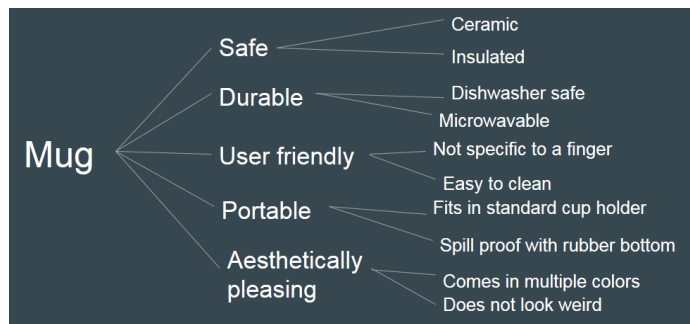 Mug
Safe
Ceramic
Insulated
Durable
Dishwasher safe
Microwavable
User friendly
Not specific to a finger
Easy to clean
Portable
Fits in standard cup holder
Spill proof with rubber bottom
Aesthetically
pleasing
Comes in multiple colors
Does not look weird